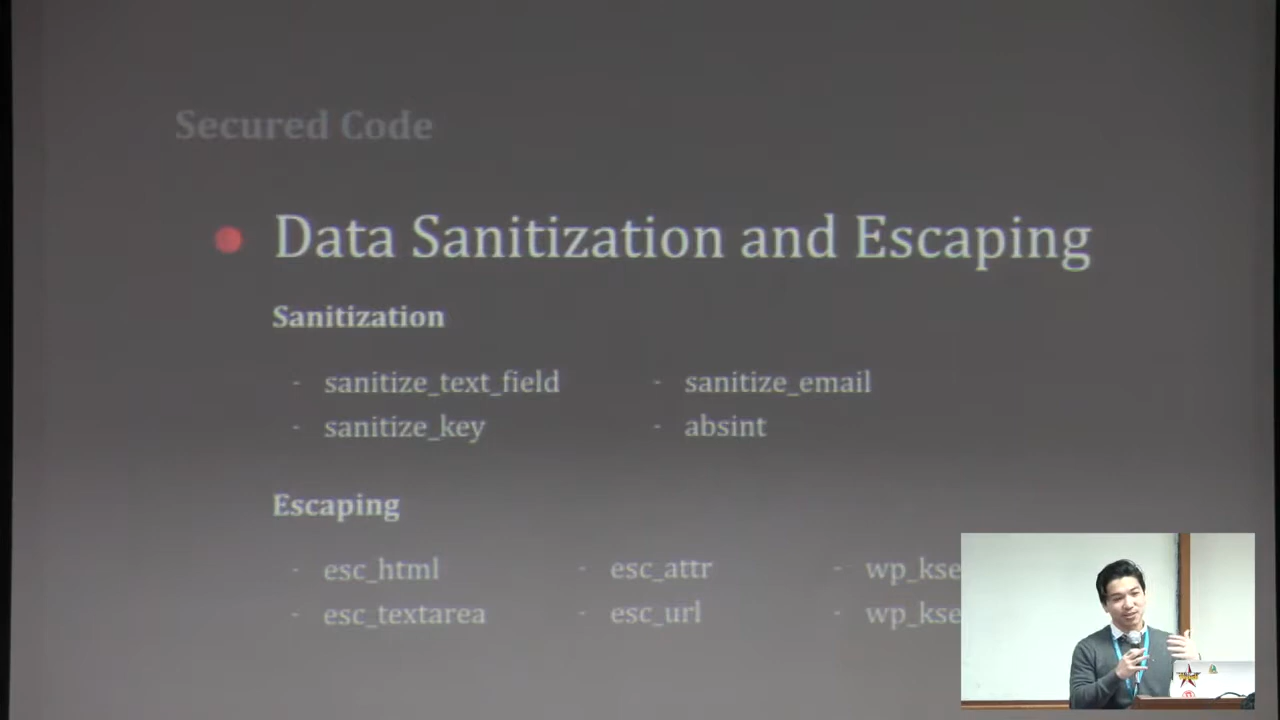 Secured Code
Data Sanitization and Escaping
Sanitization
- sanitize_text_field - sanitize_email
- sanitize_key - absint
Escaping
- esc_html - esc_attr - wp_kse
- esc_textarea - esc_url - wp_kse